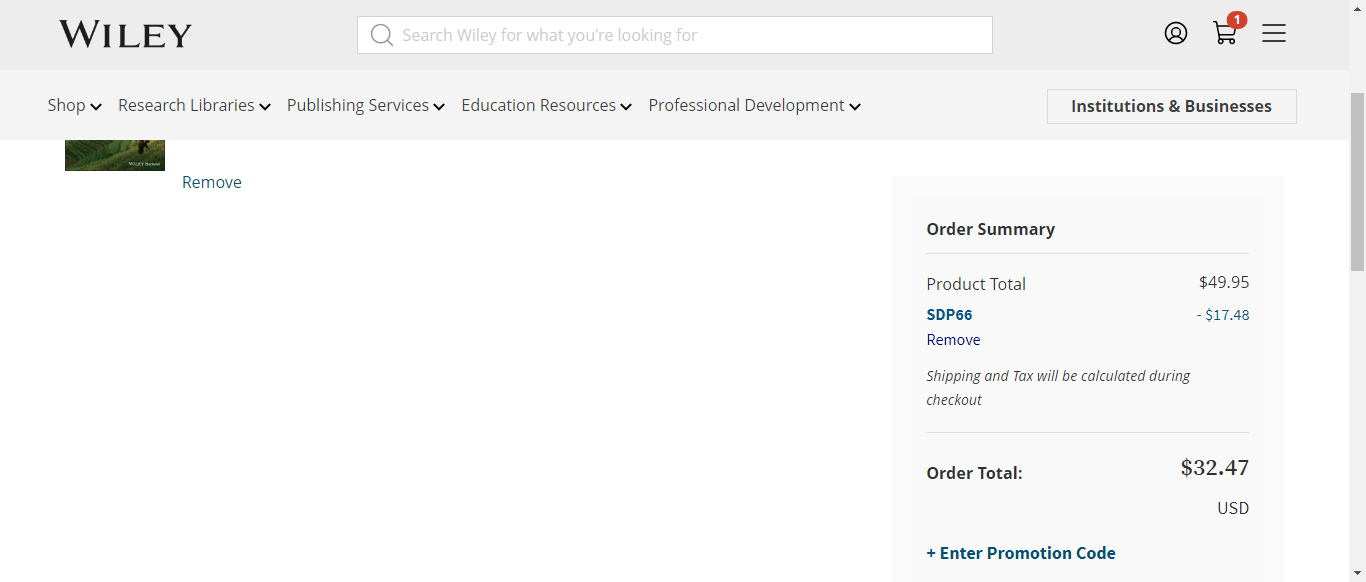 WILEY
Search Wiley for what you're looking for
1
Shop Research Libraries Publishing Services Education Resources Professional Development Institutions & Businesses
WILEY Blackwell
Remove
Order Summary
Product Total $49.95
SDP66 - $17.48
Remove
Shipping and Tax will be calculated during
checkout
Order Total: $32.47
USD
+ Enter Promotion Code